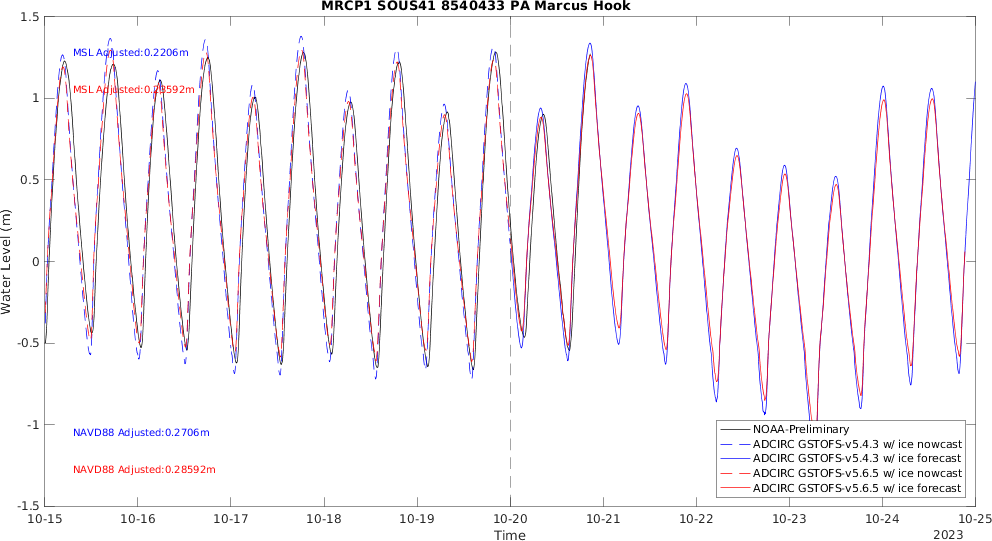 MRCP1 SOUS41 8540433 PA Marcus Hook
1.5
1
0.5
0
-0.5
-1
-1.5
Water Level (m)
MSL Adjusted:0.2206m
MSL Adjusted:0.23592m
NAVD88 Adjusted:0.2706m
NAVD88 Adjusted:0.28592m
NOAA-Preliminary
ADCIRC GSTOFS-v5.4.3 w/ ice nowcast
ADCIRC GSTOFS-v5.4.3 w/ ice forecast
ADCIRC GSTOFS-v5.6.5 w/ ice nowcast
ADCIRC GSTOFS-v5.6.5 w/ ice forecast
10-15 10-16 10-17 10-18 10-19 10-20 10-21 10-22 10-23 10-24 10-25
Time
2023